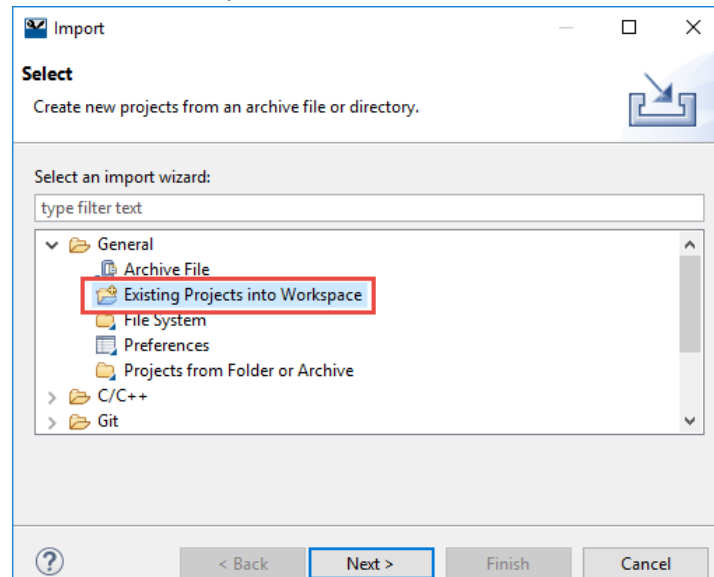 Import
Select
Create new projects from an archive file or directory.
Select an import wizard:
type filter text
General
Archive File
Existing Projects into Workspace
File System
Preferences
Projects from Folder or Archive
C/C++
Git
< Back Next > Finish Cancel